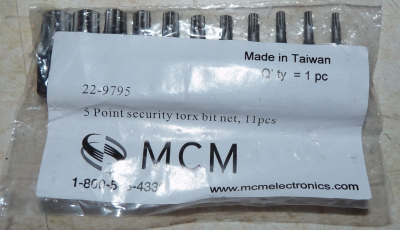 Made in Taiwan
Q'ty = 1 pc
22-9795
5 Point security torx bit net, 11pcs
MCM
www.mcmelectronics.com